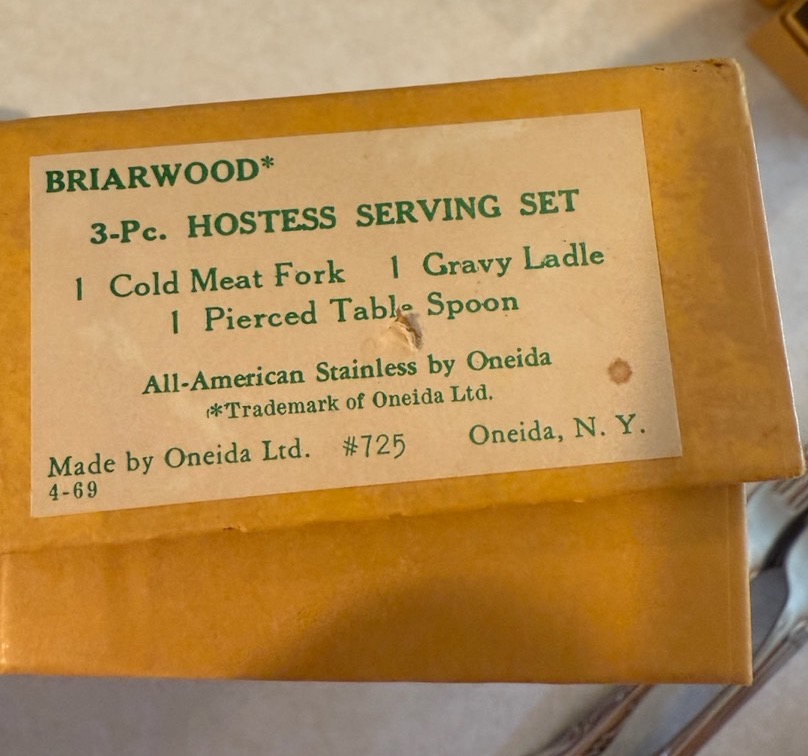 BRIARWOOD*
3-Pc. HOSTESS SERVING SET
1 Cold Meat Fork 1 Gravy Ladle
1 Pierced Table Spoon
All-American Stainless by Oneida
*Trademark of Oneida Ltd.
Made by Oneida Ltd. #725 Oneida, N. Y.
4-69